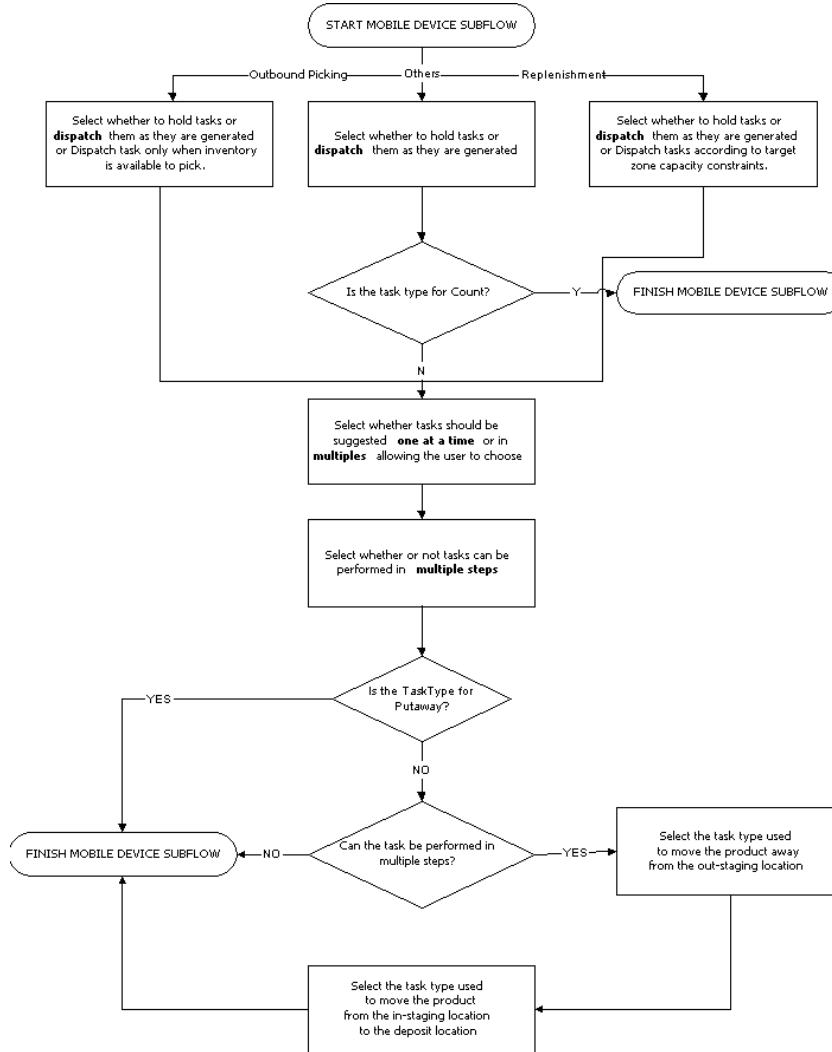 START MOBILE DEVICE SUBFLOW
Outbound Picking
Others
Replenishment
Select whether to hold tasks or
dispatch them as they are generated
or Dispatch task only when inventory
is available to pick.
Select whether to hold tasks or
dispatch them as they are generated
Select whether to hold tasks or
dispatch them as they are generated
or Dispatch tasks according to target
zone capacity constraints.
Is the task type for Count?
Y
FINISH MOBILE DEVICE SUBFLOW
N
Select whether tasks should be
suggested one at a time or in
multiples allowing the user to choose
Select whether or not tasks can be
performed in multiple steps
Is the TaskType for
Putaway?
YES
NO
Can the task be performed in
multiple steps?
NO
FINISH MOBILE DEVICE SUBFLOW
YES
Select the task type used
to move the product away
from the out-staging location
Select the task type used
to move the product
from the in-staging location
to the deposit location